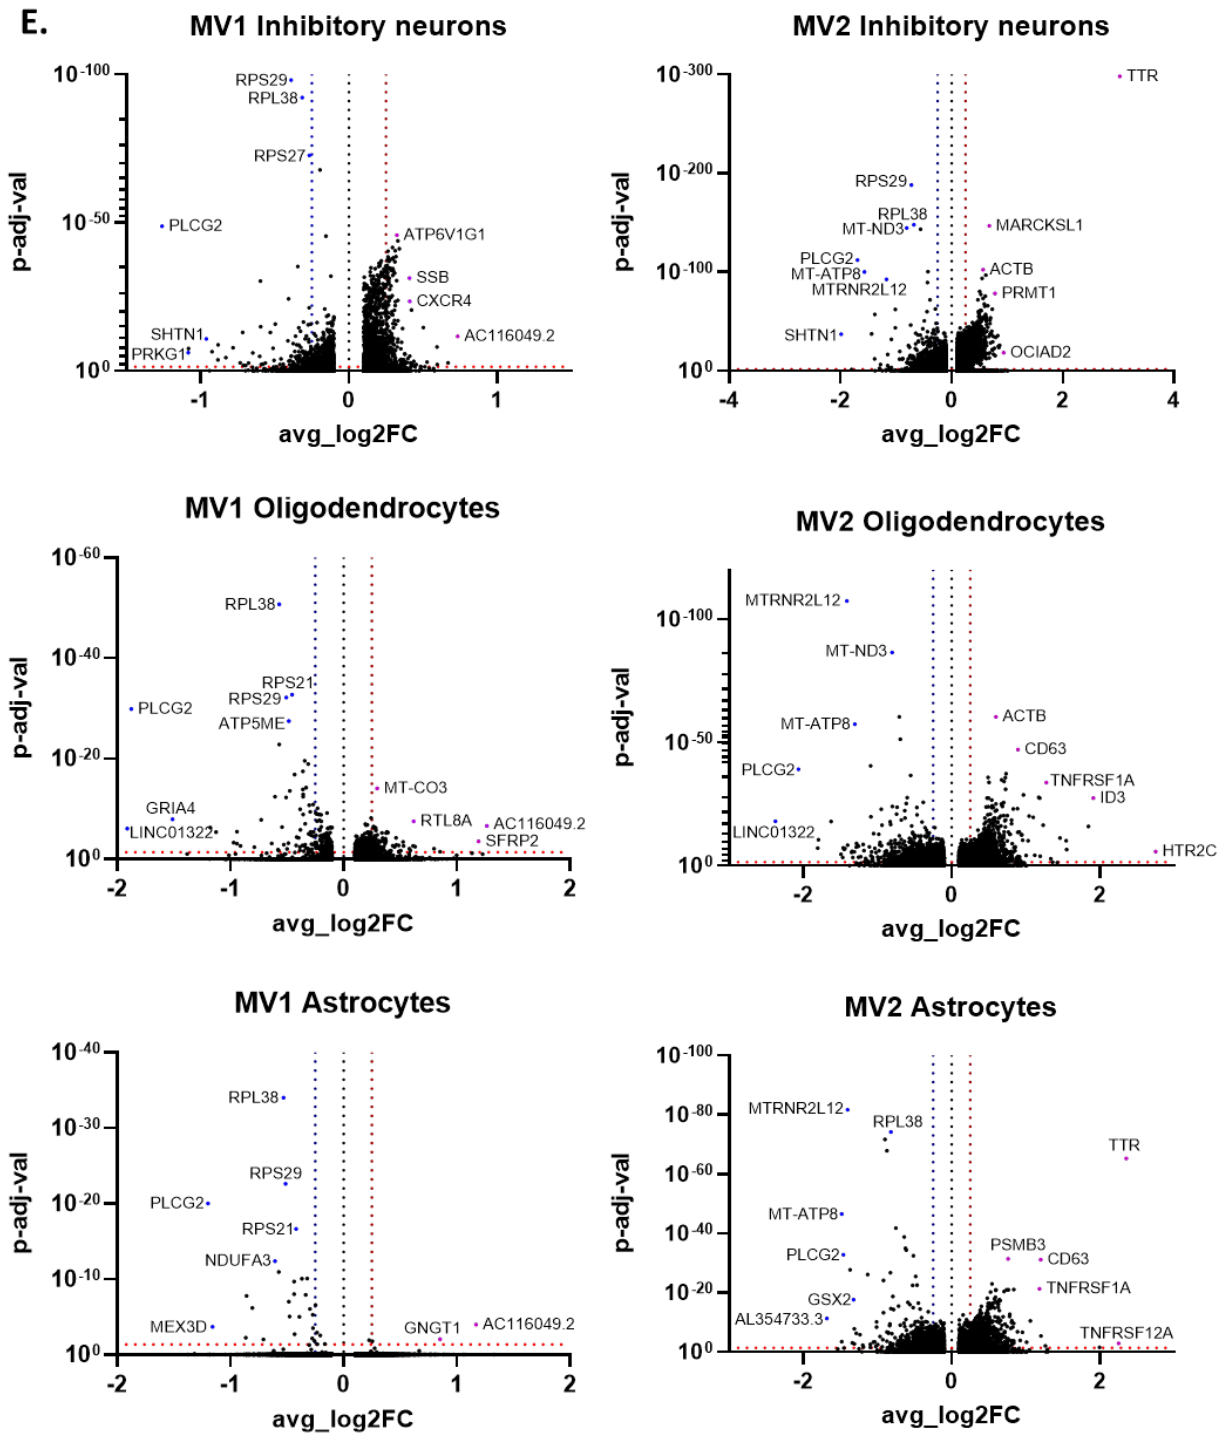 E.
MV1 Inhibitory neurons
10-100
10-50
100
p-adj-val
RPS29
RPL38
RPS27
PLCG2
ATP6V1G1
SSB
CXCR4
SHTN1
AC116049.2
PRKG1
-1 0 1
avg_log2FC
MV2 Inhibitory neurons
10-300
10-200
10-100
100
p-adj-val
TTR
RPS29
RPL38
MT-ND3
MARCKSL1
PLCG2
ACTB
MT-ATP8
MTRNR2L12
PRMT1
SHTN1
OCIAD2
-4 -2 0 2 4
avg_log2FC
MV1 Oligodendrocytes
10-60
10-40
10-20
100
p-adj-val
RPL38
RPS21
RPS29
PLCG2
ATP5ME
MT-CO3
GRIA4
RTL8A
AC116049.2
LINC01322
SFRP2
-2 -1 0 1 2
avg_log2FC
MV2 Oligodendrocytes
10-100
10-50
100
p-adj-val
MTRNR2L12
MT-ND3
ACTB
MT-ATP8
CD63
PLCG2
TNFRSF1A
ID3
LINC01322
HTR2C
-2 0 2
avg_log2FC
MV1 Astrocytes
10-40
10-30
10-20
10-10
100
p-adj-val
RPL38
RPS29
PLCG2
RPS21
NDUFA3
MEX3D
GNGT1
AC116049.2
-2 -1 0 1 2
avg_log2FC
MV2 Astrocytes
10-100
10-80
10-60
10-40
10-20
100
p-adj-val
MTRNR2L12
RPL38
TTR
MT-ATP8
PSMB3
PLCG2
CD63
TNFRSF1A
GSX2
AL354733.3
TNFRSF12A
-2 0 2
avg_log2FC